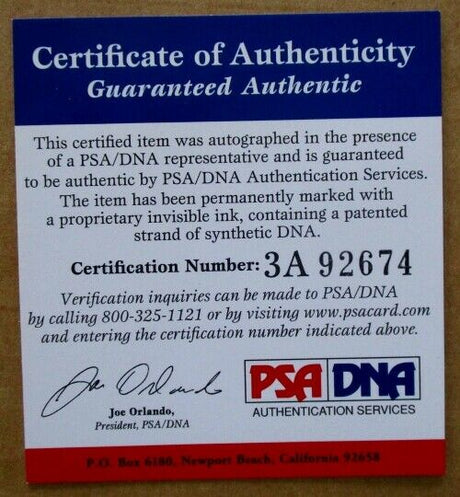 Certificate of Authenticity
Guaranteed Authentic
This certified item was autographed in the presence
of a PSA/DNA representative and is guaranteed
to be authentic by PSA/DNA Authentication Services.
The item has been permanently marked with
a proprietary invisible ink, containing a patented
strand of synthetic DNA.
Certification Number: 3A 92674
Verification inquiries can be made to PSA/DNA
by calling 800-325-1121 or by visiting www.psacard.com
and entering the certification number indicated above.
Joe Orlando
Joe Orlando,
President, PSA/DNA
PSA DNA
AUTHENTICATION SERVICES
P.O. Box 6180, Newport Beach, California 92658